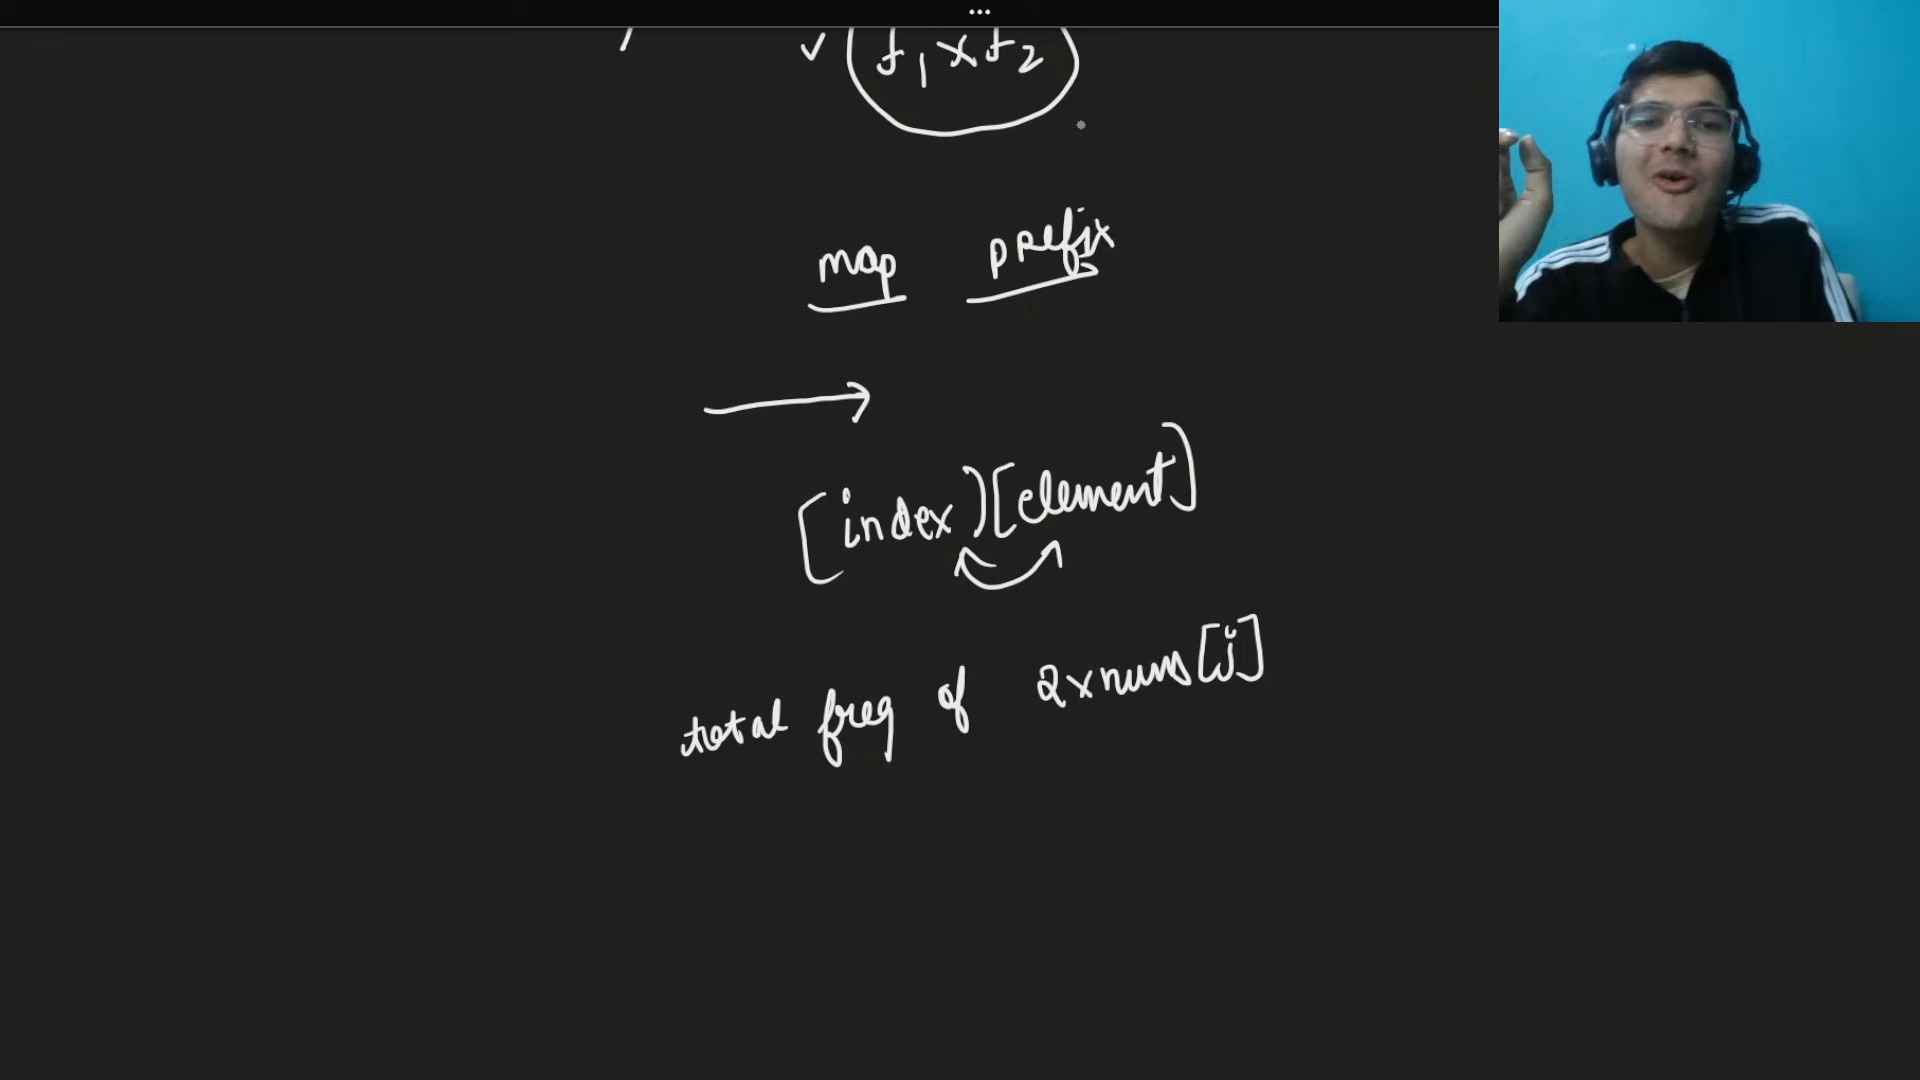 f1 x f2
map prefix
[index)[element]
total freq of 2xnums[j]